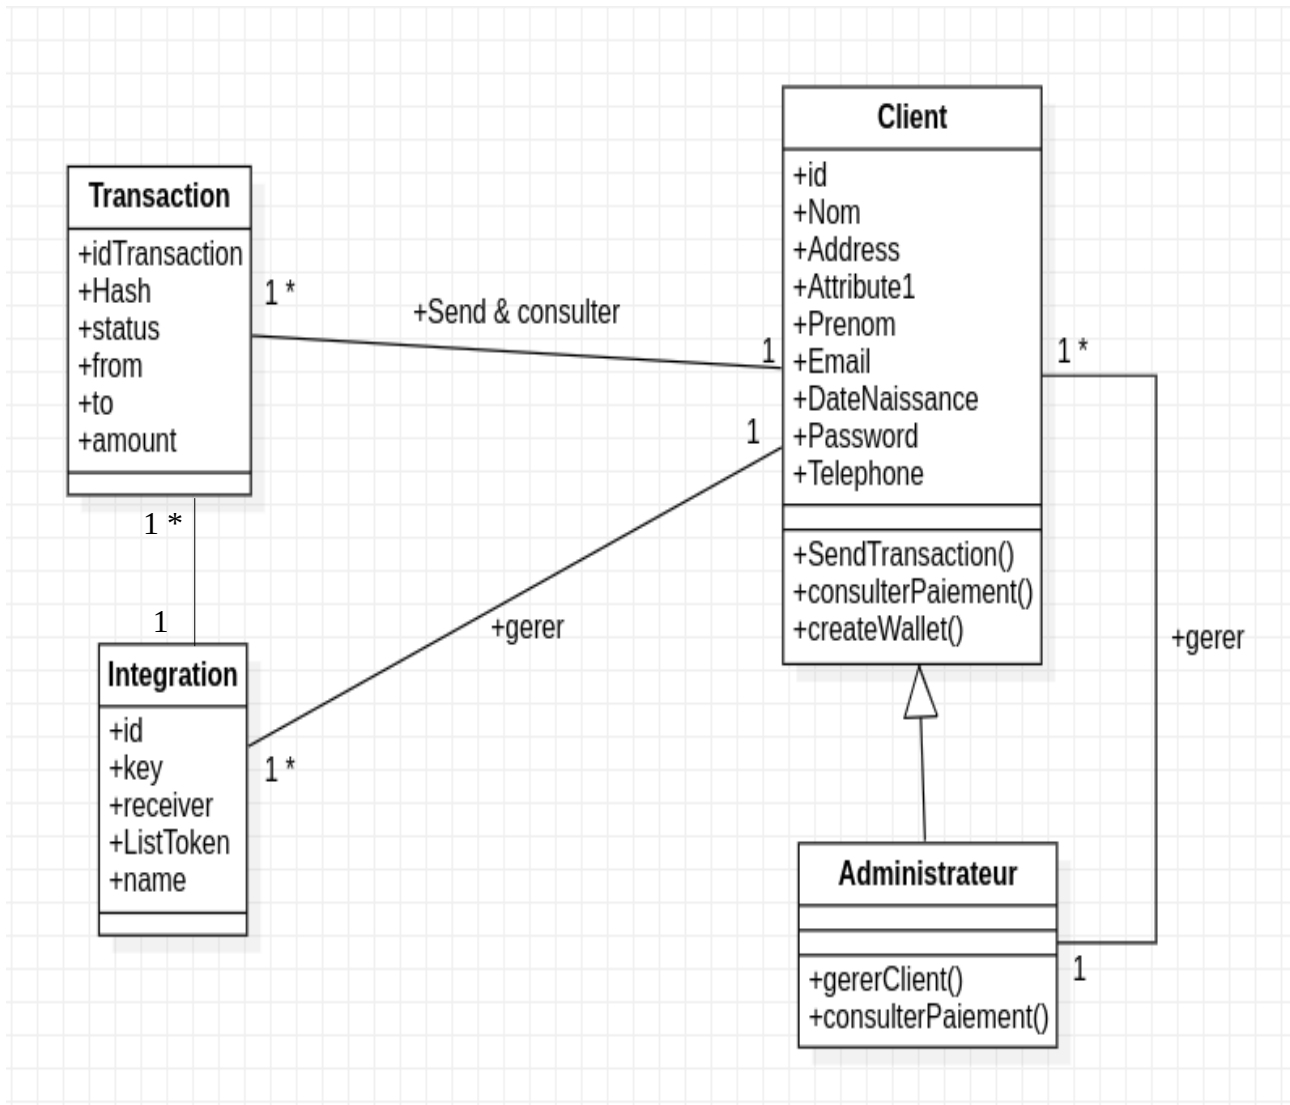 Client
+id
+Nom
+Address
+Attribute1
+Prenom
+Email
+DateNaissance
+Password
+Telephone
+SendTransaction()
+consulterPaiement()
+createWallet()
Transaction
+idTransaction
+Hash
+status
+from
+to
+amount
1 *
+Send & consulter
1
1 *
1
1 *
1
+gerer
+gerer
Integration
+id
+key
+receiver
+ListToken
+name
1 *
Administrateur
+gererClient()
+consulterPaiement()
1